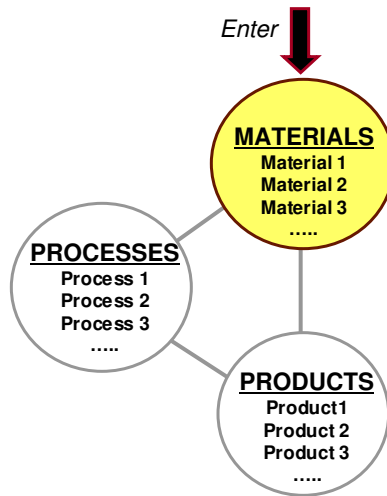 Enter
MATERIALS
Material 1
Material 2
Material 3
.....
PROCESSES
Process 1
Process 2
Process 3
.....
PRODUCTS
Product1
Product 2
Product 3
.....